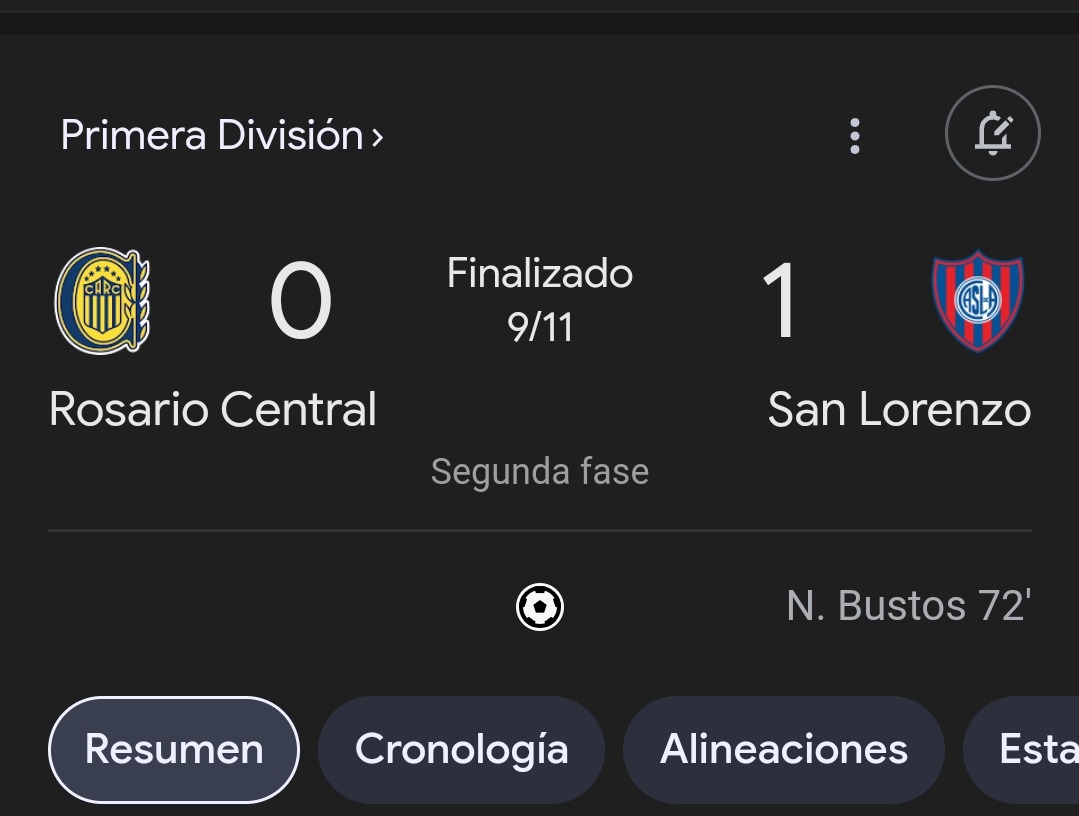 Primera División ›
CARC
0
Finalizado
9/11
1
CASLA
Rosario Central
San Lorenzo
Segunda fase
N. Bustos 72'
Resumen
Cronología
Alineaciones
Esta